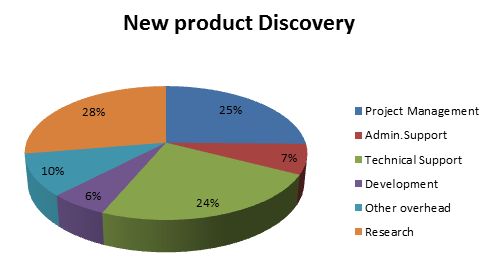 New product Discovery
28%
25%
7%
10%
6%
24%
Project Management
Admin.Support
Technical Support
Development
Other overhead
Research